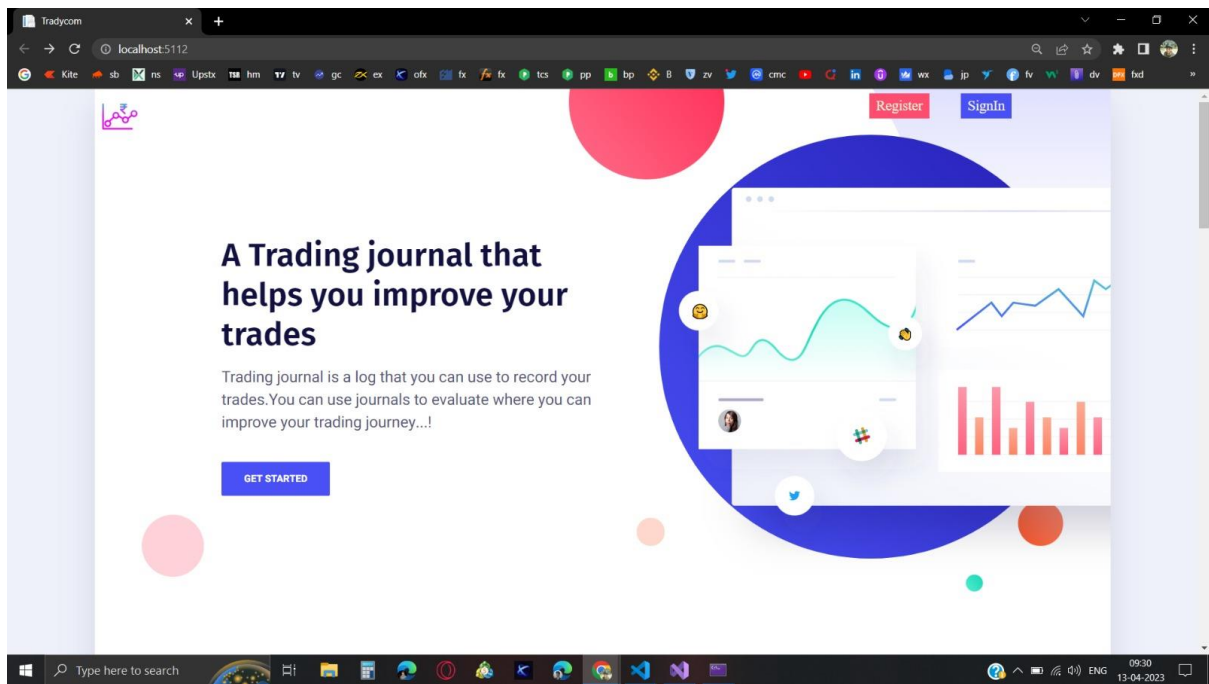 Tradycom
localhost:5112
Kite sb ns Upstx hm tv gc ex ofx fx fx tcs pp bp B zv cmc wx jp fv dv fxd »
Register SignIn
A Trading journal that
helps you improve your
trades
Trading journal is a log that you can use to record your
trades.You can use journals to evaluate where you can
improve your trading journey...!
GET STARTED
Type here to search
ENG
09:30
13-04-2023